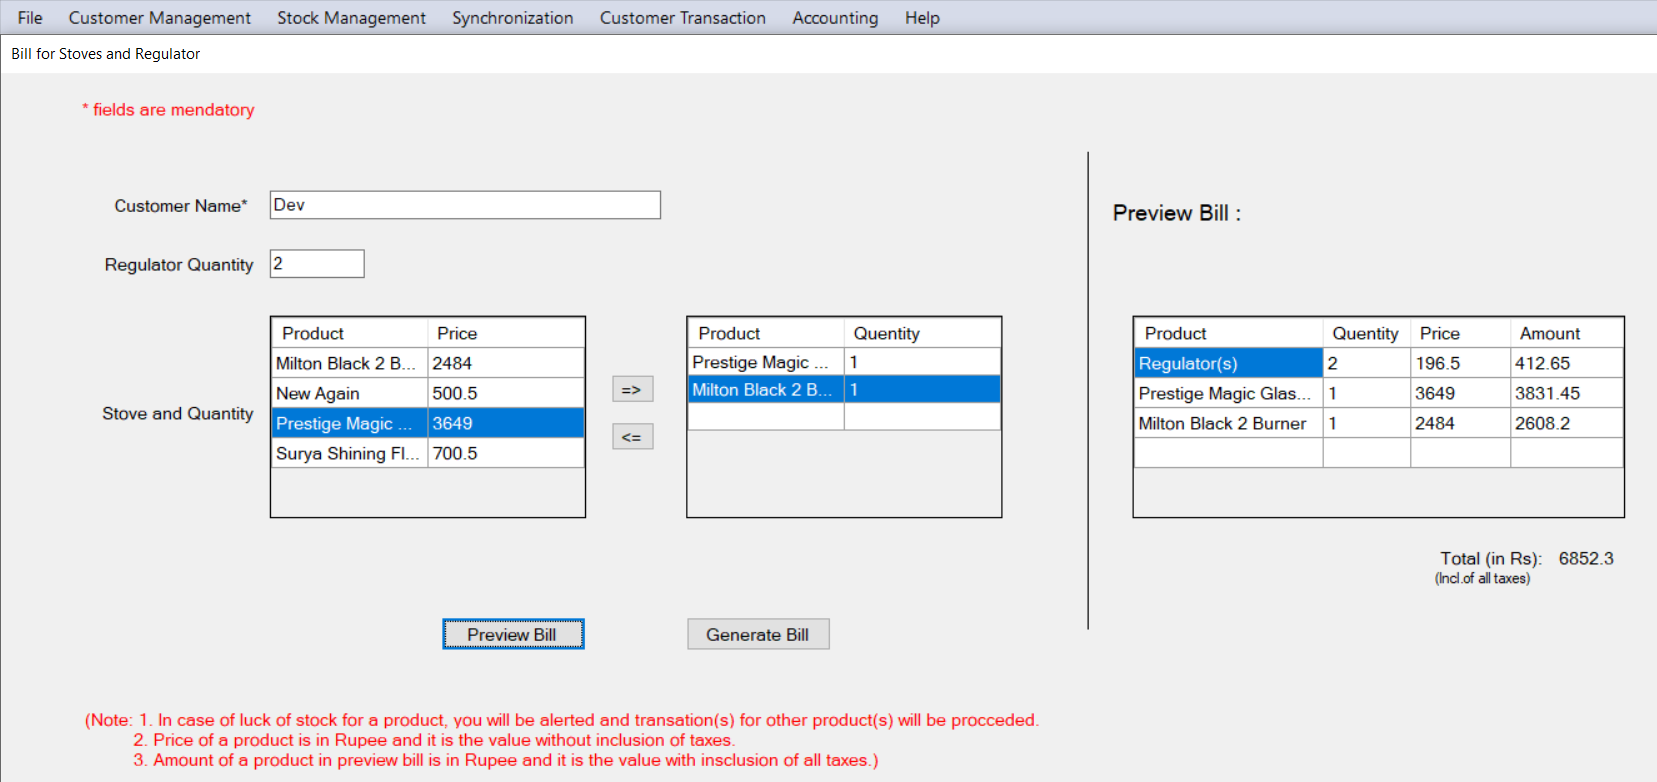 File Customer Management Stock Management Synchronization Customer Transaction Accounting Help
Bill for Stoves and Regulator
* fields are mendatory
Customer Name* Dev
Preview Bill :
Regulator Quantity 2
Product Price
Milton Black 2 B... 2484
New Again 500.5
Prestige Magic ... 3649
Surya Shining Fl... 700.5
Stove and Quantity
=>
<=
Product Quentity
Prestige Magic ... 1
Milton Black 2 B... 1
Product Quentity Price Amount
Regulator(s) 2 196.5 412.65
Prestige Magic Glas... 1 3649 3831.45
Milton Black 2 Burner 1 2484 2608.2
Total (in Rs): 6852.3
(Incl.of all taxes)
Preview Bill Generate Bill
(Note: 1. In case of luck of stock for a product, you will be alerted and transation(s) for other product(s) will be procceded.
2. Price of a product is in Rupee and it is the value without inclusion of taxes.
3. Amount of a product in preview bill is in Rupee and it is the value with insclusion of all taxes.)